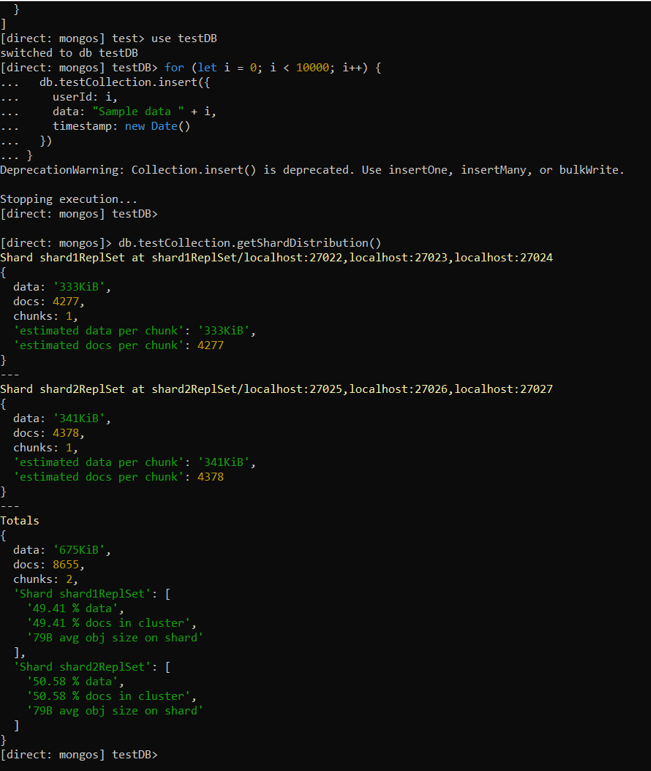 }
]
[direct: mongos] test> use testDB
switched to db testDB
[direct: mongos] testDB> for (let i = 0; i < 10000; i++) {
...   db.testCollection.insert({
...     userId: i,
...     data: "Sample data " + i,
...     timestamp: new Date()
...   })
... }
DeprecationWarning: Collection.insert() is deprecated. Use insertOne, insertMany, or bulkWrite.

Stopping execution...
[direct: mongos] testDB>

[direct: mongos]> db.testCollection.getShardDistribution()
Shard shard1ReplSet at shard1ReplSet/localhost:27022,localhost:27023,localhost:27024
{
  data: '333KiB',
  docs: 4277,
  chunks: 1,
  'estimated data per chunk': '333KiB',
  'estimated docs per chunk': 4277
}
---
Shard shard2ReplSet at shard2ReplSet/localhost:27025,localhost:27026,localhost:27027
{
  data: '341KiB',
  docs: 4378,
  chunks: 1,
  'estimated data per chunk': '341KiB',
  'estimated docs per chunk': 4378
}
---
Totals
{
  data: '675KiB',
  docs: 8655,
  chunks: 2,
  'Shard shard1ReplSet': [
    '49.41 % data',
    '49.41 % docs in cluster',
    '79B avg obj size on shard'
  ],
  'Shard shard2ReplSet': [
    '50.58 % data',
    '50.58 % docs in cluster',
    '79B avg obj size on shard'
  ]
}
[direct: mongos] testDB>